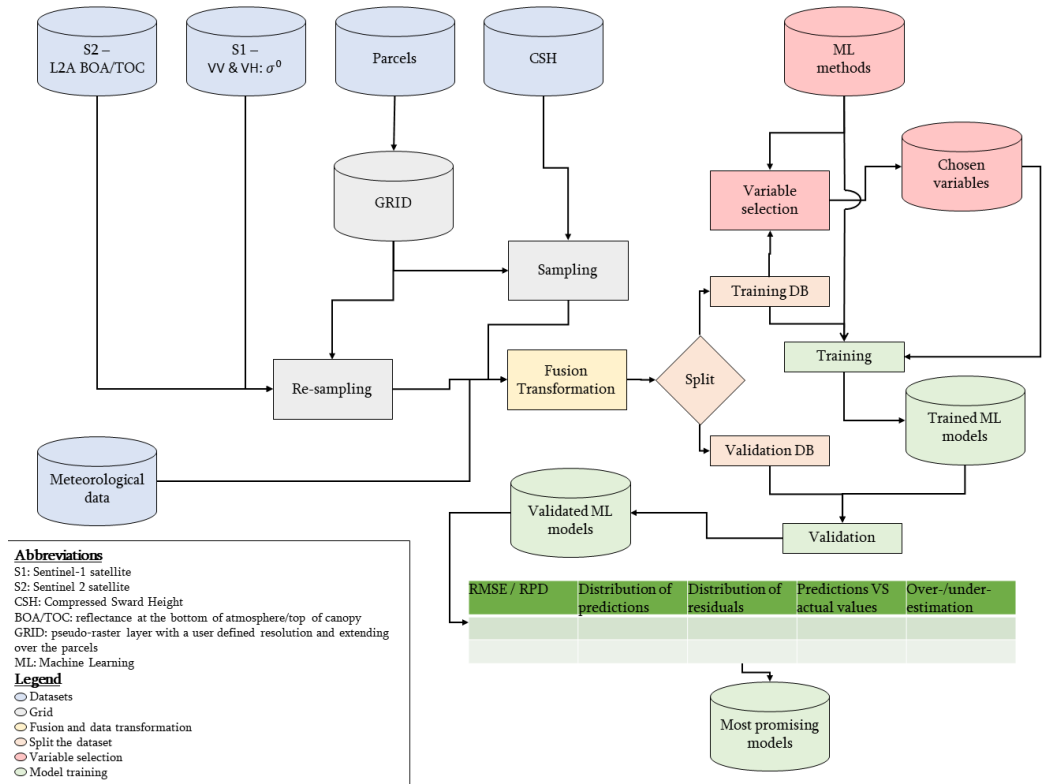 S2 –
L2A BOA/TOC
S1 –
VV & VH: σ⁰
Parcels
CSH
ML
methods
GRID
Variable
selection
Chosen
variables
Sampling
Training DB
Training
Re-sampling
Fusion
Transformation
Split
Trained ML
models
Validation DB
Meteorological
data
Validated ML
models
Validation
Abbreviations
S1: Sentinel-1 satellite
S2: Sentinel 2 satellite
CSH: Compressed Sward Height
BOA/TOC: reflectance at the bottom of atmosphere/top of canopy
GRID: pseudo-raster layer with a user defined resolution and extending
over the parcels
ML: Machine Learning
Legend
Datasets
Grid
Fusion and data transformation
Split the dataset
Variable selection
Model training
RMSE / RPD
Distribution of
predictions
Distribution of
residuals
Predictions VS
actual values
Over-/under-
estimation
Most promising
models